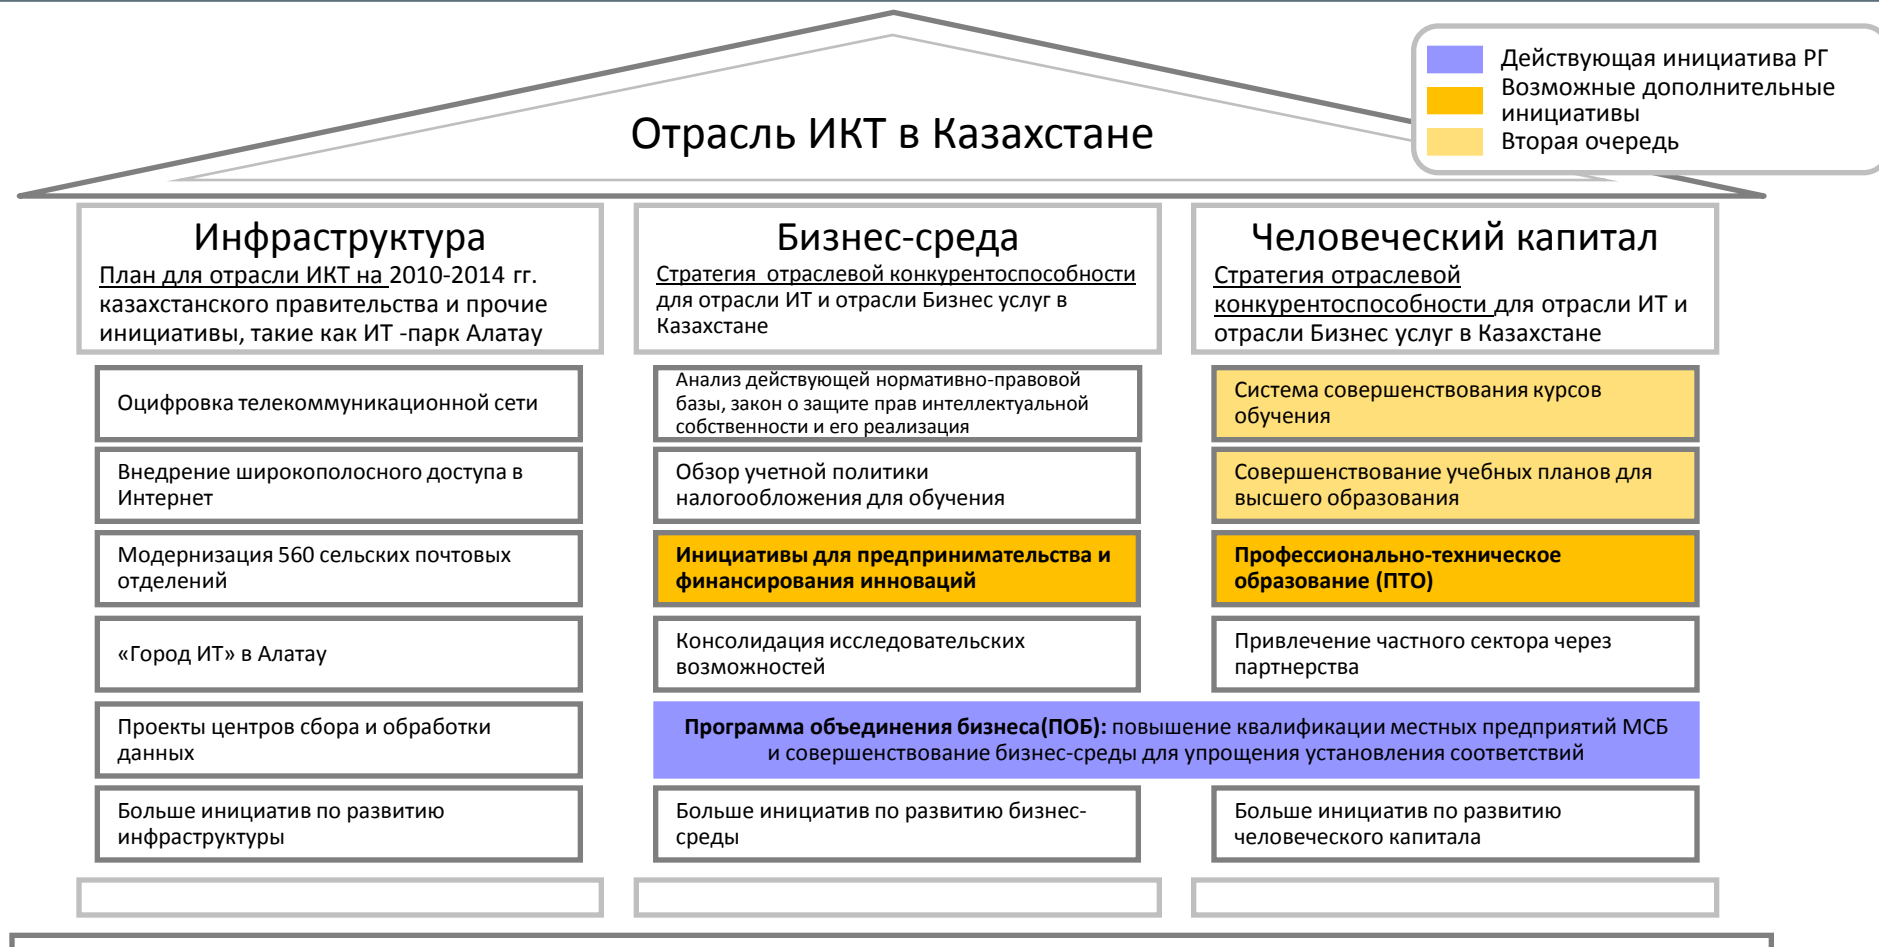 Отрасль ИКТ в Казахстане
Действующая инициатива РГ
Возможные дополнительные
инициативы
Вторая очередь
Инфраструктура
План для отрасли ИКТ на 2010-2014 гг.
казахстанского правительства и прочие
инициативы, такие как ИТ -парк Алатау
Оцифровка телекоммуникационной сети
Внедрение широкополосного доступа в
Интернет
Модернизация 560 сельских почтовых
отделений
«Город ИТ» в Алатау
Проекты центров сбора и обработки
данных
Больше инициатив по развитию
инфраструктуры
Бизнес-среда
Стратегия отраслевой конкурентоспособности
для отрасли ИТ и отрасли Бизнес услуг в
Казахстане
Анализ действующей нормативно-правовой
базы, закон о защите прав интеллектуальной
собственности и его реализация
Обзор учетной политики
налогообложения для обучения
Инициативы для предпринимательства и
финансирования инноваций
Консолидация исследовательских
возможностей
Программа объединения бизнеса(ПОБ): повышение квалификации местных предприятий МСБ
и совершенствование бизнес-среды для упрощения установления соответствий
Больше инициатив по развитию бизнес-
среды
Человеческий капитал
Стратегия отраслевой
конкурентоспособности для отрасли ИТ и
отрасли Бизнес услуг в Казахстане
Система совершенствования курсов
обучения
Совершенствование учебных планов для
высшего образования
Профессионально-техническое
образование (ПТО)
Привлечение частного сектора через
партнерства
Больше инициатив по развитию
человеческого капитала